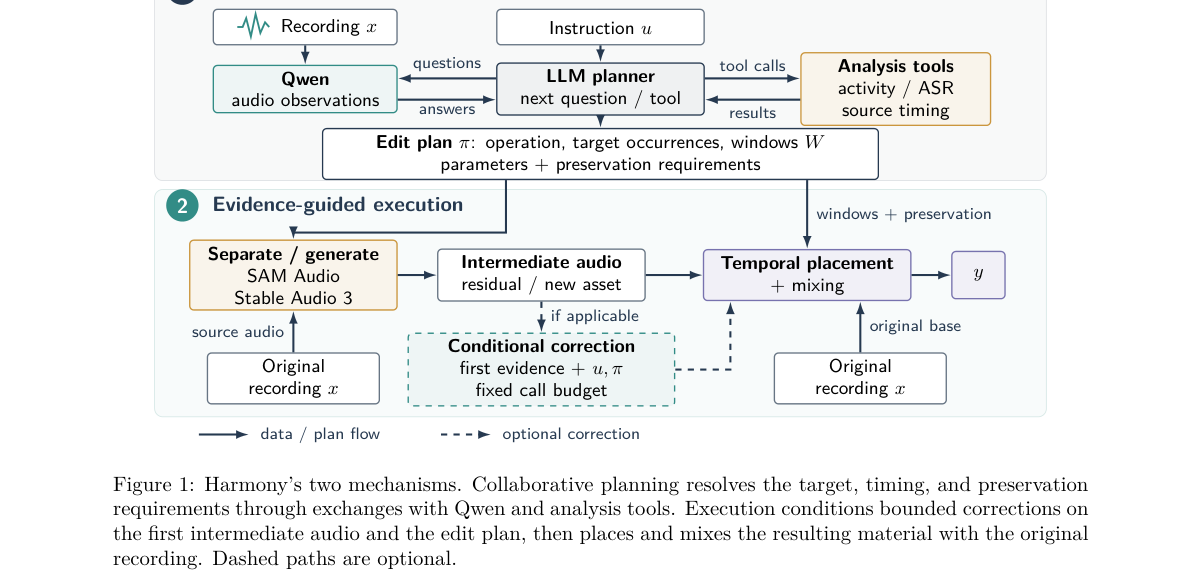 Recording x
Instruction u
questions
tool calls
Qwen
audio observations
LLM planner
next question / tool
Analysis tools
activity / ASR
source timing
answers
results
Edit plan π: operation, target occurrences, windows W
parameters + preservation requirements
2 Evidence-guided execution
windows + preservation
Separate / generate
SAM Audio
Stable Audio 3
Intermediate audio
residual / new asset
Temporal placement
+ mixing
y
if applicable
source audio
original base
Conditional correction
first evidence + u, π
fixed call budget
Original
recording x
Original
recording x
data / plan flow
optional correction
Figure 1: Harmony's two mechanisms. Collaborative planning resolves the target, timing, and preservation
requirements through exchanges with Qwen and analysis tools. Execution conditions bounded corrections on
the first intermediate audio and the edit plan, then places and mixes the resulting material with the original
recording. Dashed paths are optional.